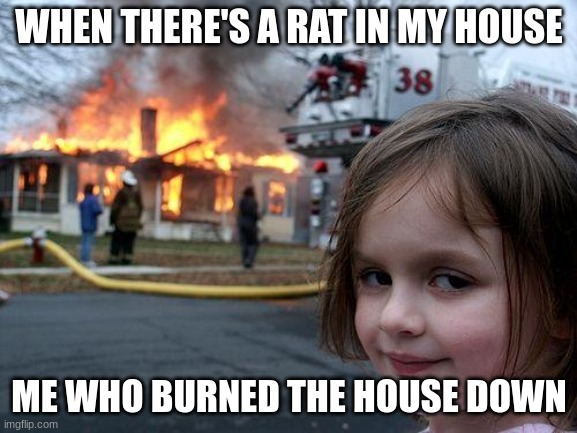 WHEN THERE'S A RAT IN MY HOUSE
38
ME WHO BURNED THE HOUSE DOWN
imgflip.com